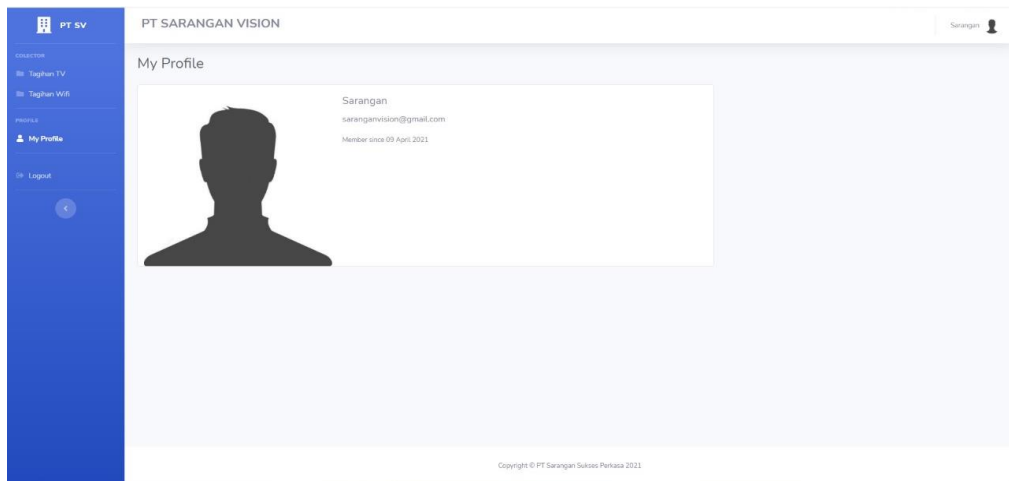 PT SV
PT SARANGAN VISION
Sarangan
COLECTOR
Tagihan TV
Tagihan Wifi
PROFILE
My Profile
Logout
My Profile
Sarangan
saranganvision@gmail.com
Member since 09 April 2021
Copyright © PT Sarangan Sukses Perkasa 2021